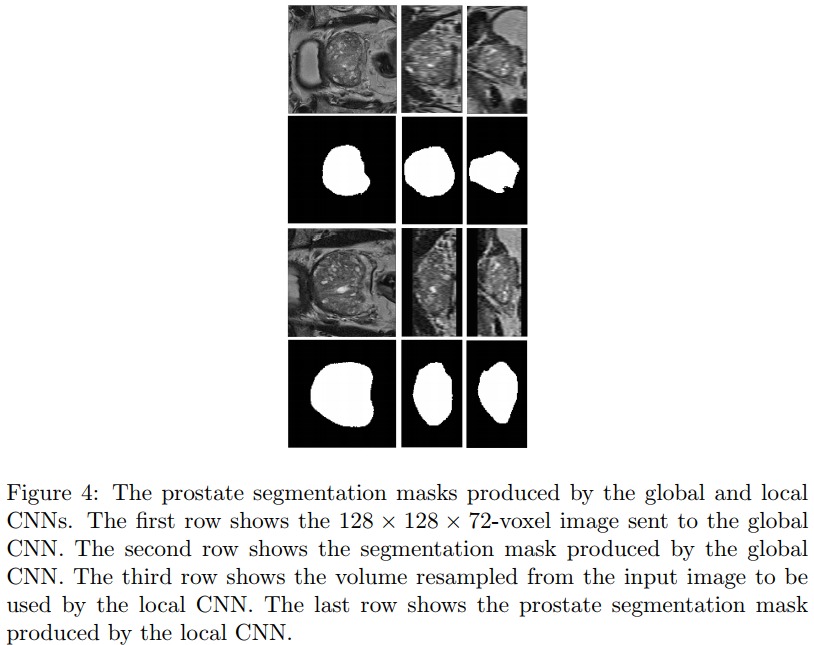 Figure 4: The prostate segmentation masks produced by the global and local
CNNs. The first row shows the 128 × 128 × 72-voxel image sent to the global
CNN. The second row shows the segmentation mask produced by the global
CNN. The third row shows the volume resampled from the input image to be
used by the local CNN. The last row shows the prostate segmentation mask
produced by the local CNN.